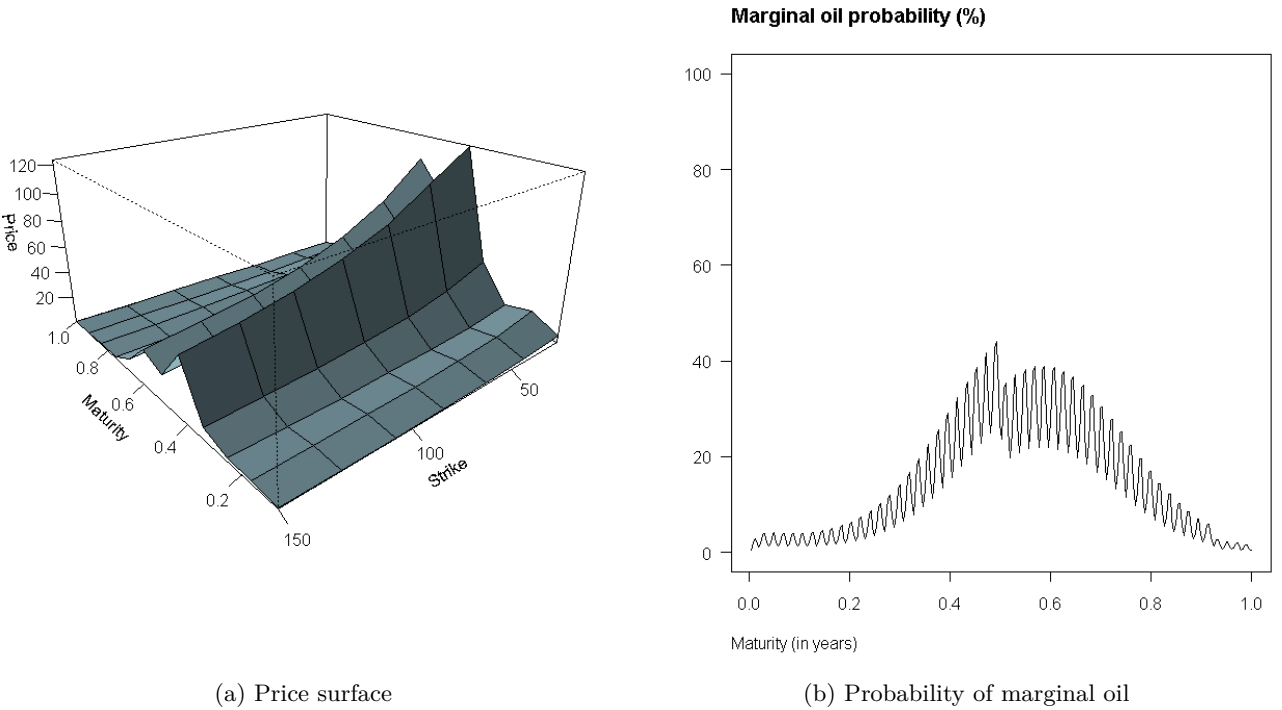 Marginal oil probability (%)
120
100
80
60
40
20
Price
1.0
0.8
0.6
0.4
0.2
Maturity
50
100
150
Strike
100
80
60
40
20
0
0.0 0.2 0.4 0.6 0.8 1.0
Maturity (in years)
(a) Price surface
(b) Probability of marginal oil